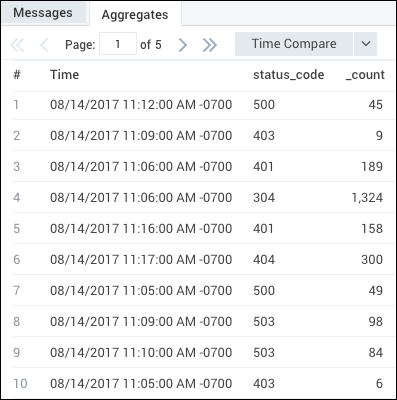 Messages Aggregates
Page: 1 of 5 Time Compare
# Time status_code _count
1 08/14/2017 11:12:00 AM -0700 500 45
2 08/14/2017 11:09:00 AM -0700 403 9
3 08/14/2017 11:06:00 AM -0700 401 189
4 08/14/2017 11:06:00 AM -0700 304 1,324
5 08/14/2017 11:16:00 AM -0700 401 158
6 08/14/2017 11:17:00 AM -0700 404 300
7 08/14/2017 11:05:00 AM -0700 500 49
8 08/14/2017 11:09:00 AM -0700 503 98
9 08/14/2017 11:10:00 AM -0700 503 84
10 08/14/2017 11:05:00 AM -0700 403 6